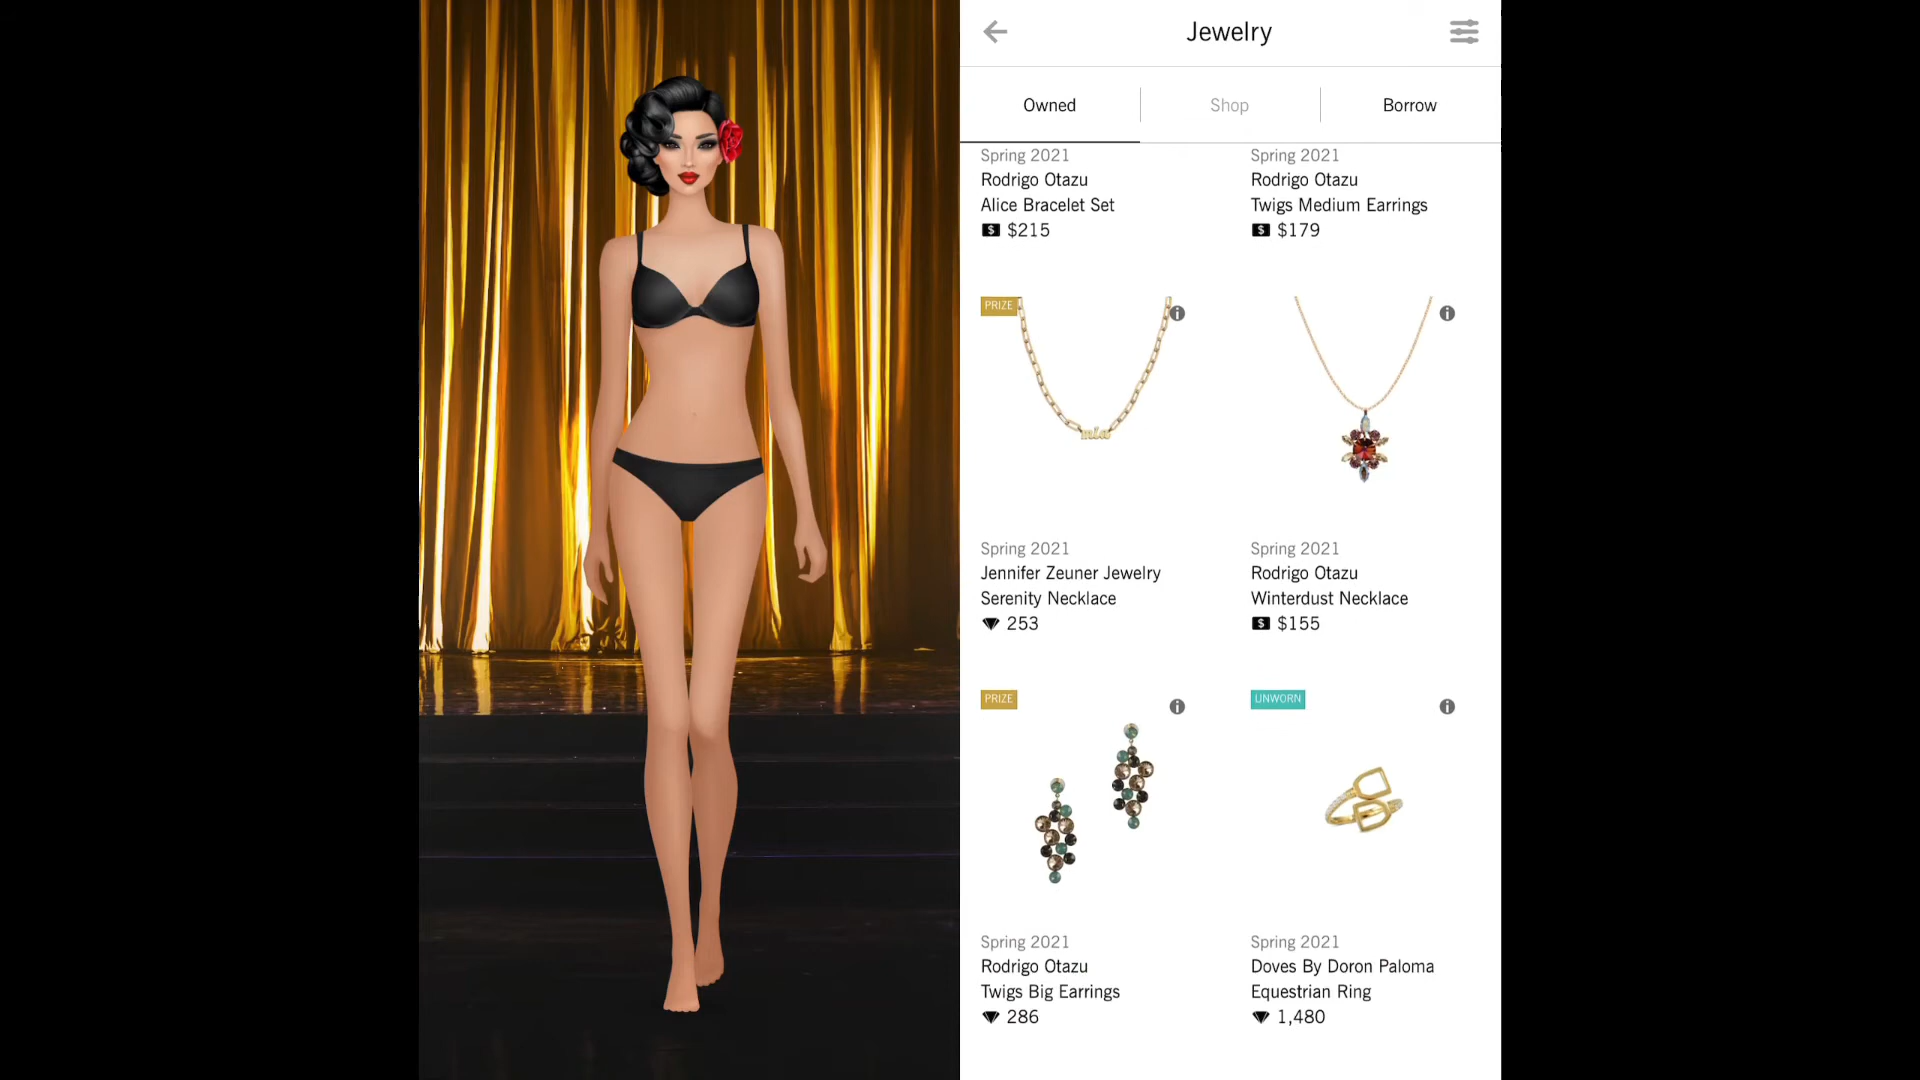 Jewelry
Owned
Shop
Borrow
Spring 2021
Rodrigo Otazu
Alice Bracelet Set
$215
Spring 2021
Rodrigo Otazu
Twigs Medium Earrings
$179
PRIZE
mia
Spring 2021
Jennifer Zeuner Jewelry
Serenity Necklace
253
Spring 2021
Rodrigo Otazu
Winterdust Necklace
$155
PRIZE
Spring 2021
Rodrigo Otazu
Twigs Big Earrings
286
UNWORN
Spring 2021
Doves By Doron Paloma
Equestrian Ring
1,480